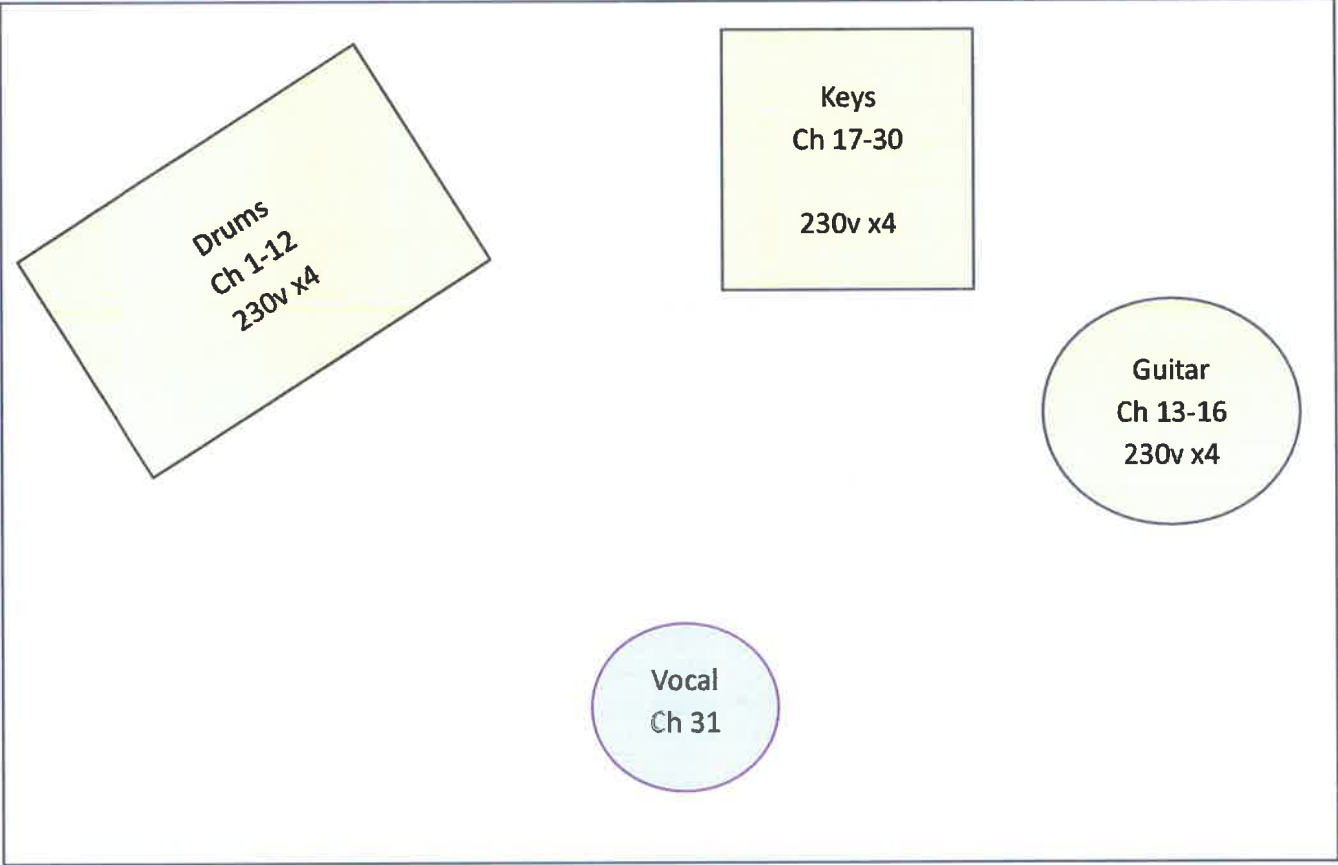 Drums
Ch 1-12
230v x4
Keys
Ch 17-30
230v x4
Guitar
Ch 13-16
230v x4
Vocal
Ch 31